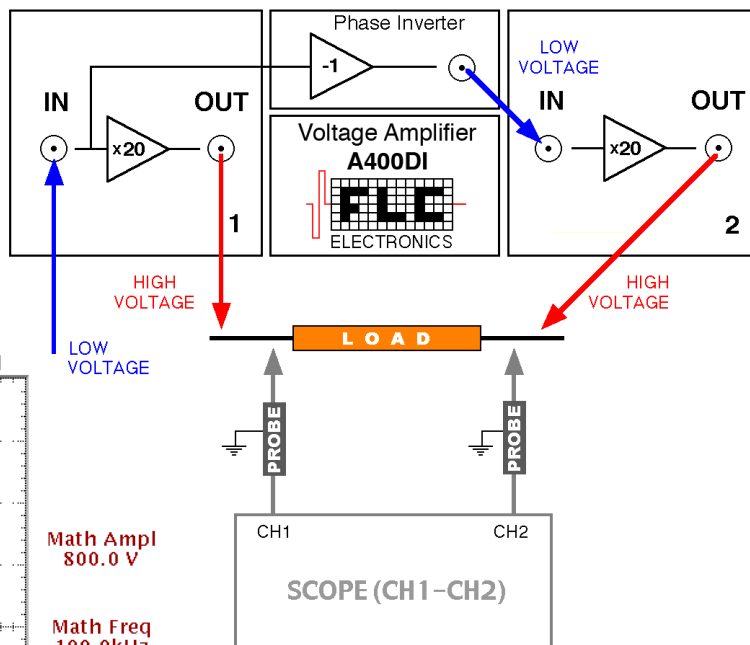 Phase Inverter
-1
LOW
VOLTAGE
IN
OUT
x20
1
Voltage Amplifier
A400DI
FLC
ELECTRONICS
IN
OUT
x20
2
HIGH
VOLTAGE
HIGH
VOLTAGE
LOW
VOLTAGE
LOAD
PROBE
PROBE
CH1
CH2
SCOPE (CH1-CH2)
Math Ampl
800.0 V
Math Freq
100.0kHz